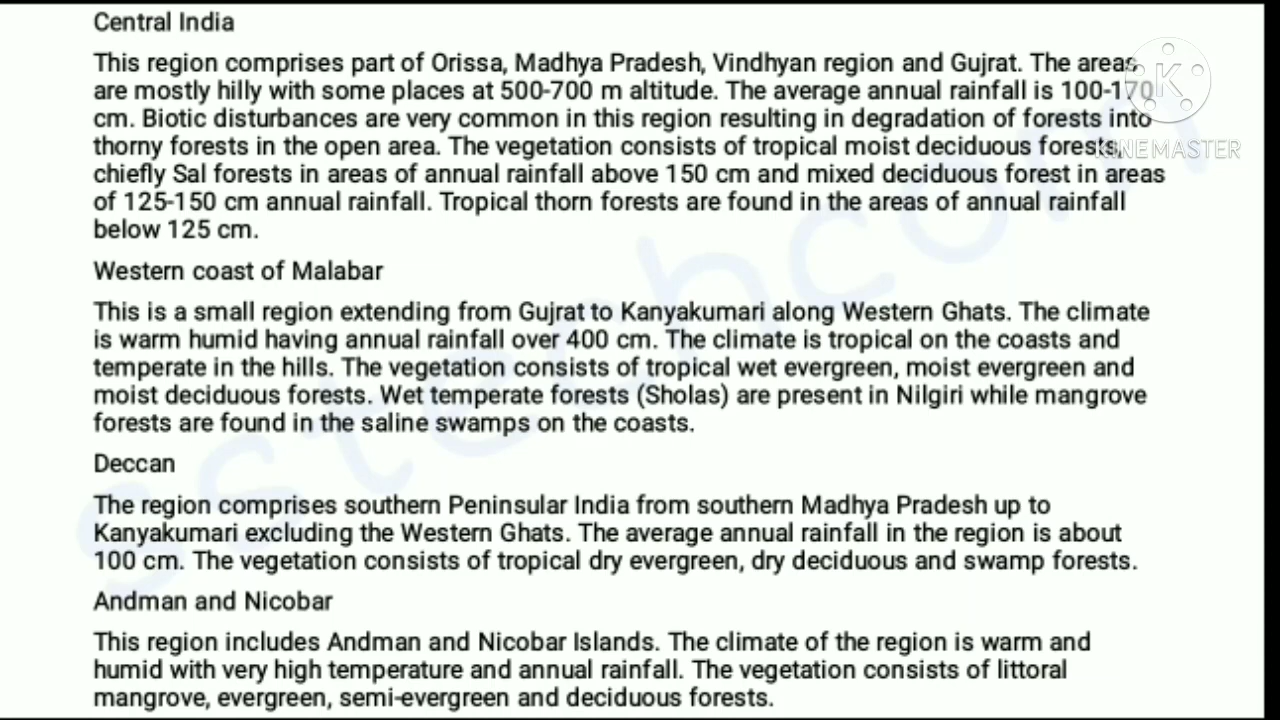 Central India
This region comprises part of Orissa, Madhya Pradesh, Vindhyan region and Gujrat. The areas
are mostly hilly with some places at 500-700 m altitude. The average annual rainfall is 100-170
cm. Biotic disturbances are very common in this region resulting in degradation of forests into
thorny forests in the open area. The vegetation consists of tropical moist deciduous forests,
chiefly Sal forests in areas of annual rainfall above 150 cm and mixed deciduous forest in areas
of 125-150 cm annual rainfall. Tropical thorn forests are found in the areas of annual rainfall
below 125 cm.
Western coast of Malabar
This is a small region extending from Gujrat to Kanyakumari along Western Ghats. The climate
is warm humid having annual rainfall over 400 cm. The climate is tropical on the coasts and
temperate in the hills. The vegetation consists of tropical wet evergreen, moist evergreen and
moist deciduous forests. Wet temperate forests (Sholas) are present in Nilgiri while mangrove
forests are found in the saline swamps on the coasts.
Deccan
The region comprises southern Peninsular India from southern Madhya Pradesh up to
Kanyakumari excluding the Western Ghats. The average annual rainfall in the region is about
100 cm. The vegetation consists of tropical dry evergreen, dry deciduous and swamp forests.
Andman and Nicobar
This region includes Andman and Nicobar Islands. The climate of the region is warm and
humid with very high temperature and annual rainfall. The vegetation consists of littoral
mangrove, evergreen, semi-evergreen and deciduous forests.
K
KINEMASTER